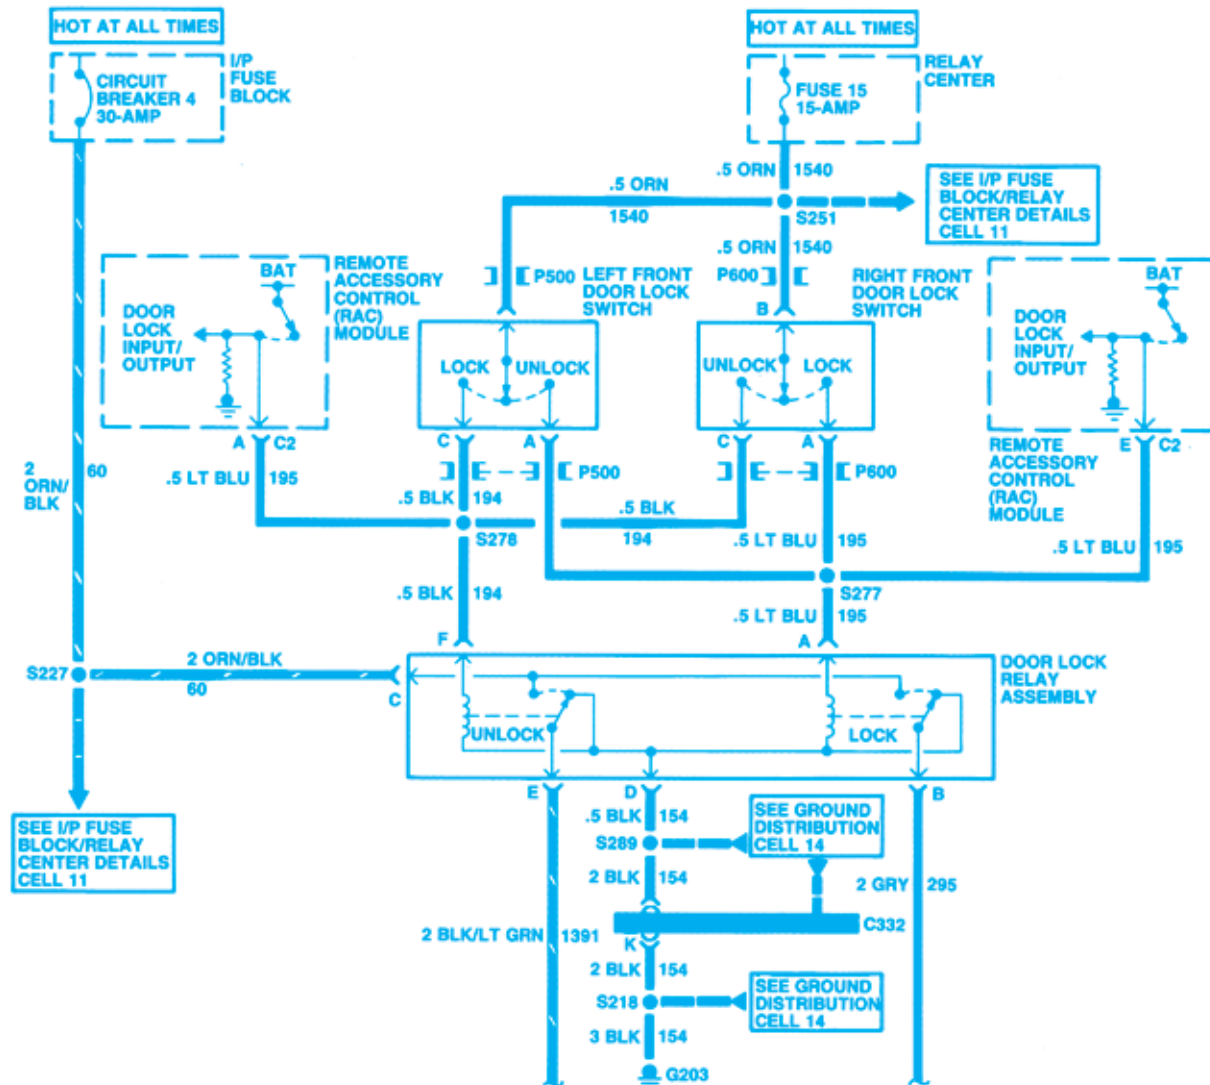 HOT AT ALL TIMES
HOT AT ALL TIMES
CIRCUIT
BREAKER 4
30-AMP
I/P
FUSE
BLOCK
FUSE 15
15-AMP
RELAY
CENTER
.5 ORN 1540
.5 ORN
1540
S251
SEE I/P FUSE
BLOCK/RELAY
CENTER DETAILS
CELL 11
.5 ORN 1540
P500
LEFT FRONT
DOOR LOCK
SWITCH
P600
RIGHT FRONT
DOOR LOCK
SWITCH
B
BAT
DOOR
LOCK
INPUT/
OUTPUT
REMOTE
ACCESSORY
CONTROL
(RAC)
MODULE
BAT
DOOR
LOCK
INPUT/
OUTPUT
LOCK UNLOCK
UNLOCK LOCK
A C2
C A
C A
E C2
REMOTE
ACCESSORY
CONTROL
(RAC)
MODULE
2
ORN/
BLK
60
.5 LT BLU 195
P500
P600
.5 BLK 194
.5 BLK
194
S278
.5 LT BLU 195
.5 LT BLU 195
.5 BLK 194
S277
.5 LT BLU 195
F
A
S227
2 ORN/BLK
60
C
DOOR LOCK
RELAY
ASSEMBLY
UNLOCK
LOCK
E
D
B
SEE I/P FUSE
BLOCK/RELAY
CENTER DETAILS
CELL 11
.5 BLK 154
S289
SEE GROUND
DISTRIBUTION
CELL 14
2 BLK 154
2 GRY 295
C332
K
2 BLK/LT GRN 1391
2 BLK 154
S218
SEE GROUND
DISTRIBUTION
CELL 14
3 BLK 154
G203